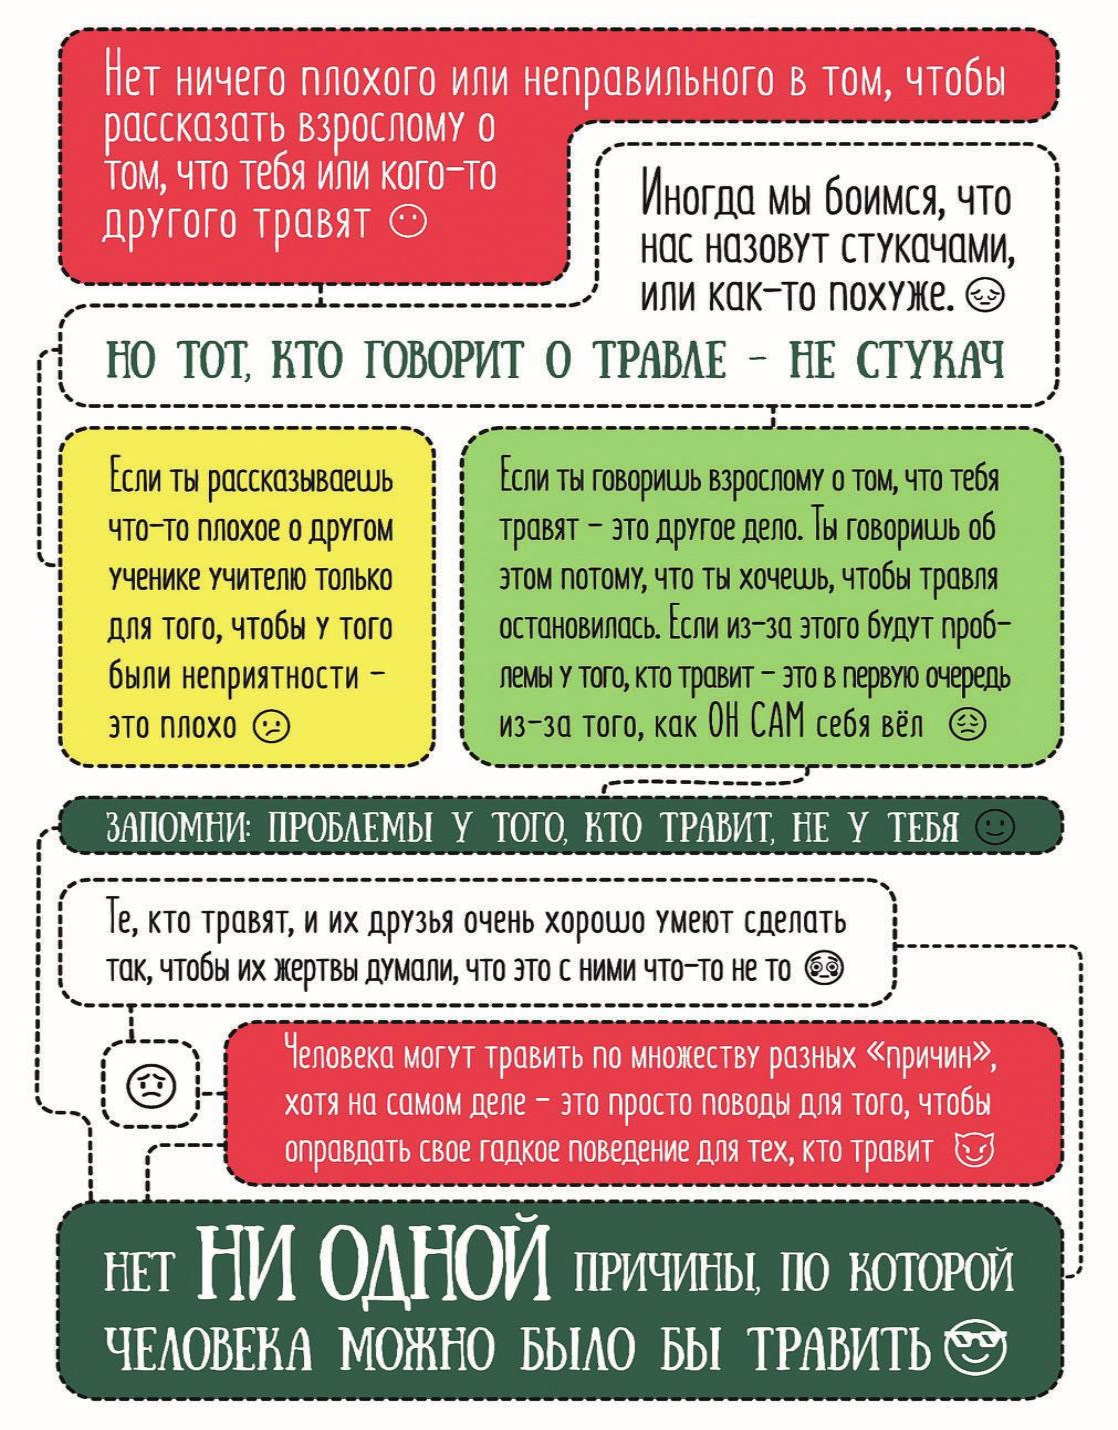 Нет ничего плохого или неправильного в том, чтобы
рассказать взрослому о
том, что тебя или кого-то
другого травят
Иногда мы боимся, что
нас назовут стукачами,
или как-то похуже.
НО ТОТ, КТО ГОВОРИТ О ТРАВЛЕ - НЕ СТУКАЧ
Если ты рассказываешь
что-то плохое о другом
ученике учителю только
для того, чтобы у того
были неприятности -
это плохо
Если ты говоришь взрослому о том, что тебя
травят - это другое дело. Ты говоришь об
этом потому, что ты хочешь, чтобы травля
остановилась. Если из-за этого будут проб-
лемы у того, кто травит - это в первую очередь
из-за того, как ОН САМ себя вёл
ЗАПОМНИ: ПРОБЛЕМЫ У ТОГО, КТО ТРАВИТ, НЕ У ТЕБЯ
Те, кто травят, и их друзья очень хорошо умеют сделать
так, чтобы их жертвы думали, что это с ними что-то не то
Человека могут травить по множеству разных «причин»,
хотя на самом деле - это просто поводы для того, чтобы
оправдать свое гадкое поведение для тех, кто травит
НЕТ НИ ОДНОЙ ПРИЧИНЫ, ПО КОТОРОЙ
ЧЕЛОВЕКА МОЖНО БЫЛО БЫ ТРАВИТЬ